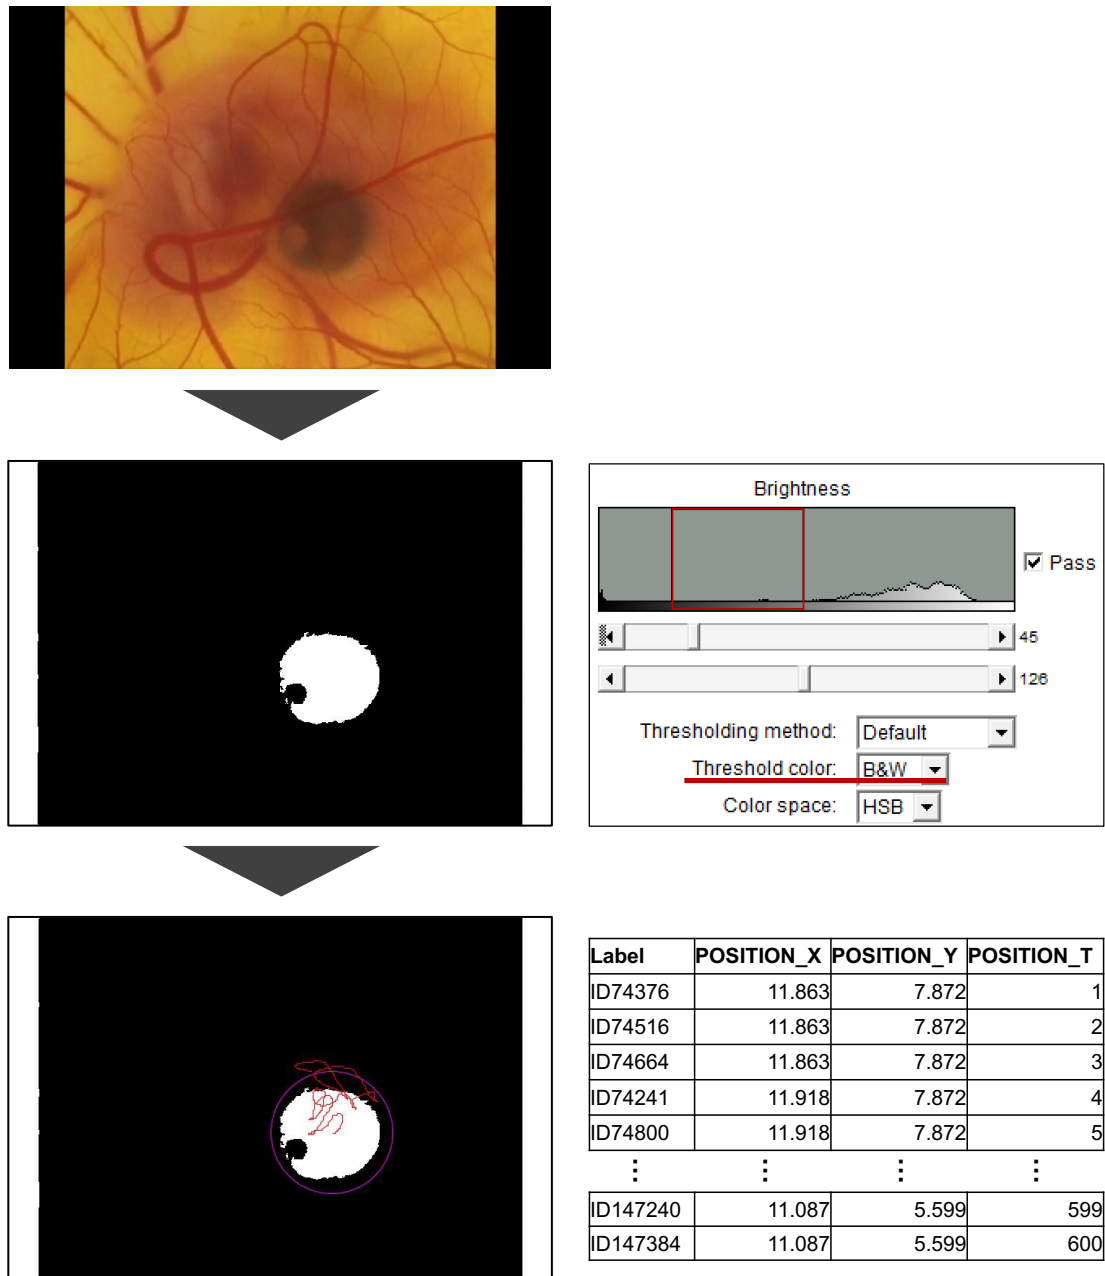 Brightness
Pass
45
126
Thresholding method: Default
Threshold color: B&W
Color space: HSB
Label POSITION_X POSITION_Y POSITION_T
ID74376 11.863 7.872 1
ID74516 11.863 7.872 2
ID74664 11.863 7.872 3
ID74241 11.918 7.872 4
ID74800 11.918 7.872 5
⋮ ⋮ ⋮ ⋮
ID147240 11.087 5.599 599
ID147384 11.087 5.599 600